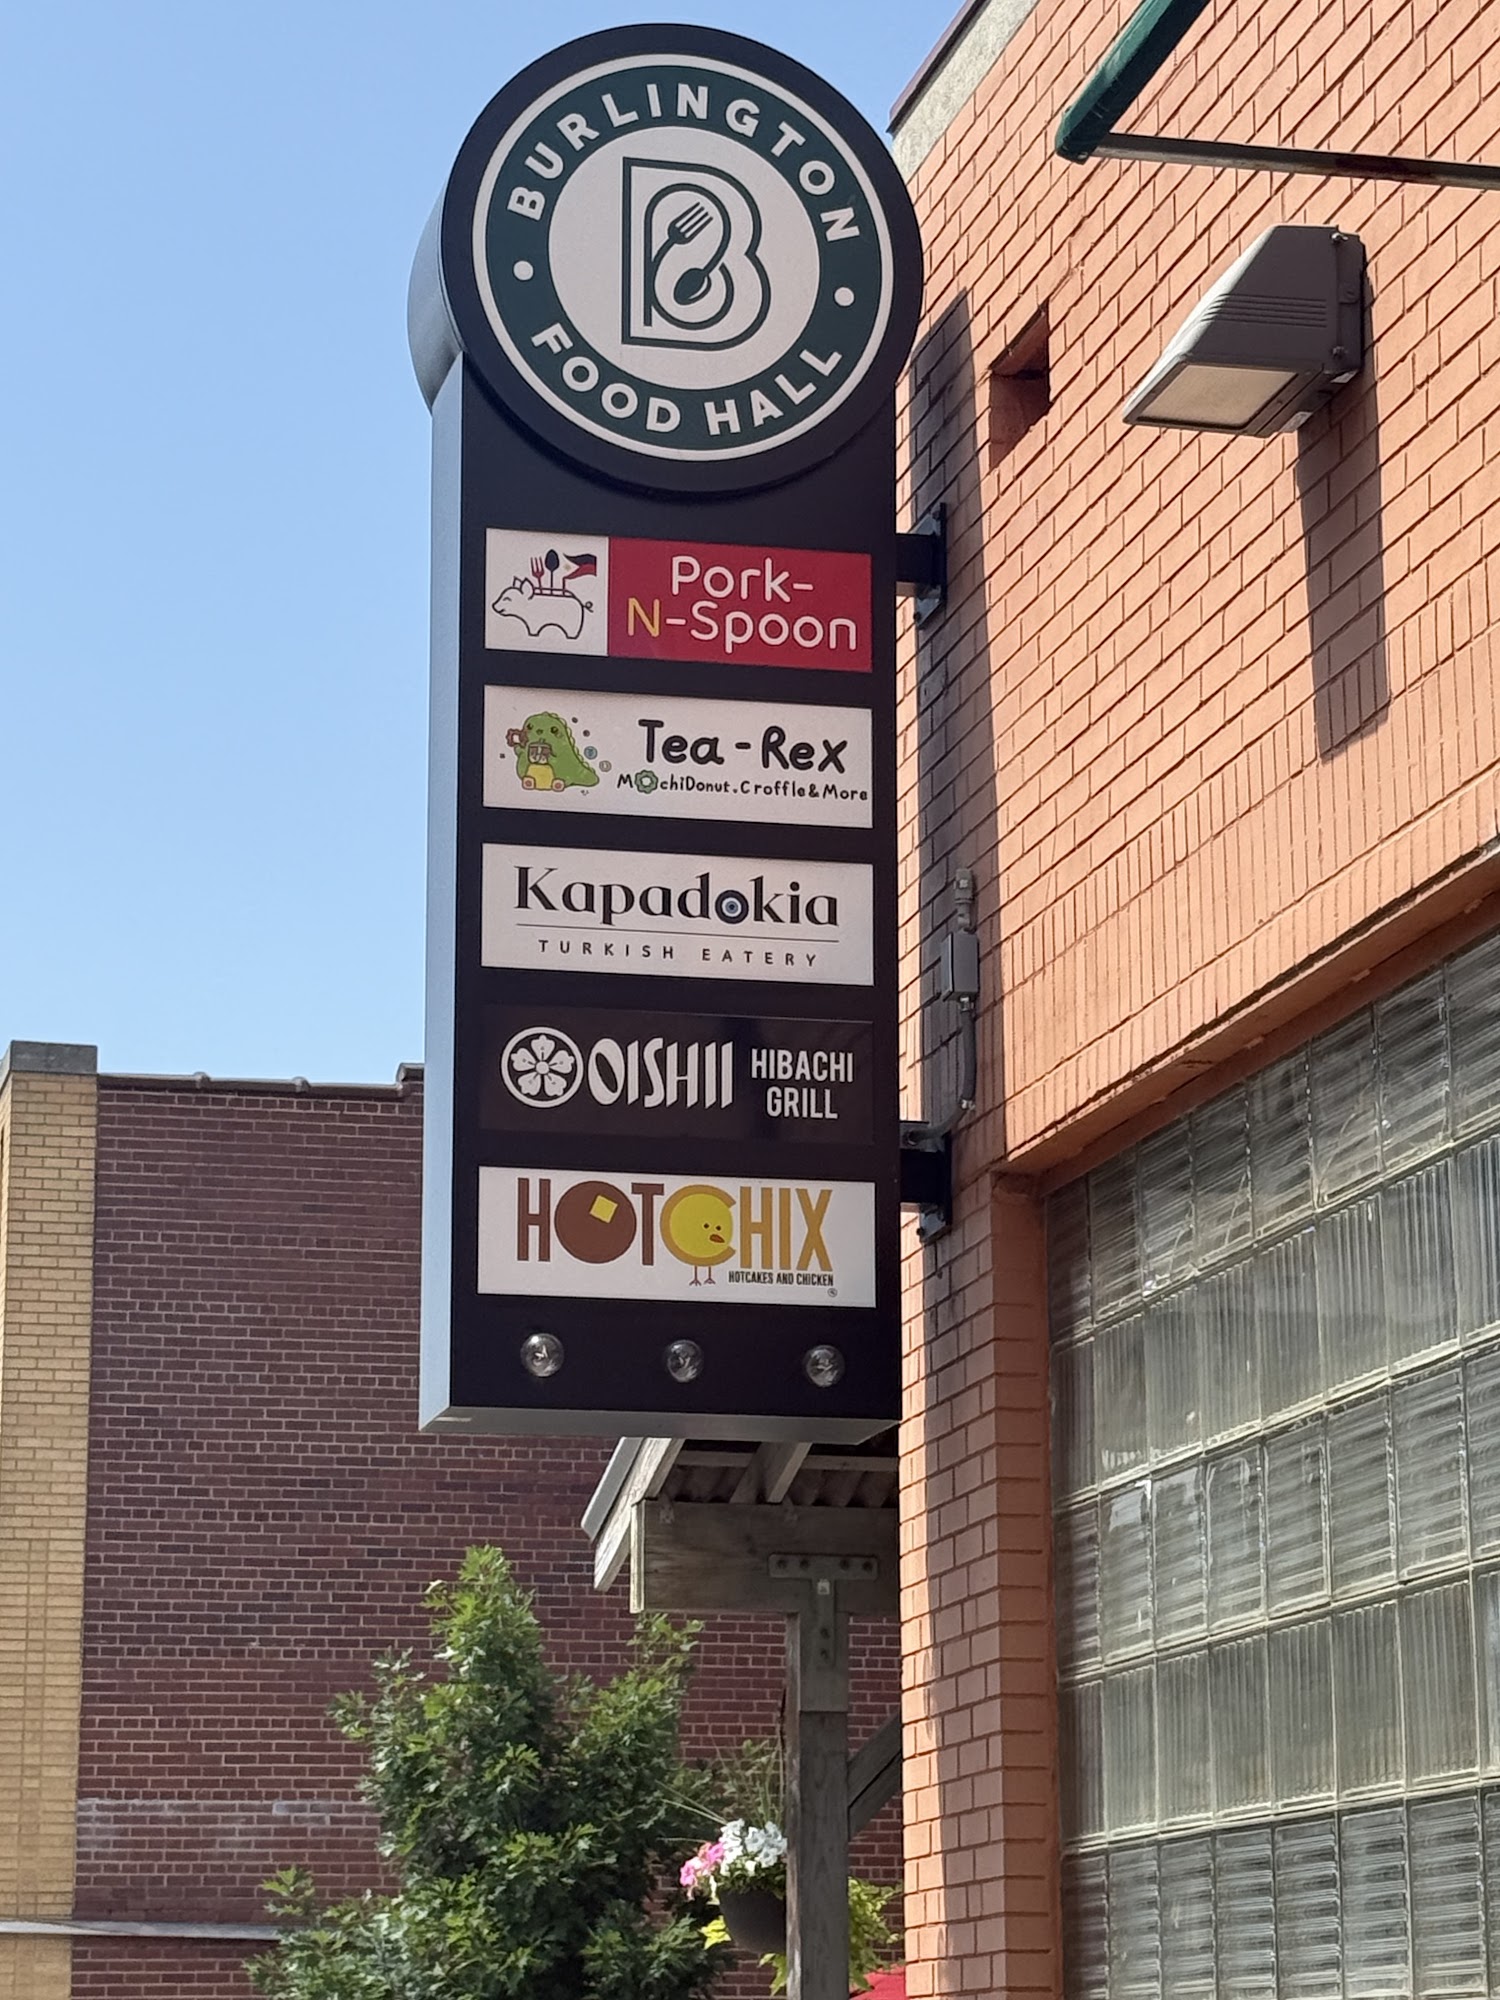 BURLINGTON
B
FOOD HALL
Pork-
N-Spoon
Tea-Rex
MochiDonut.Croffle&More
Kapadokia
TURKISH EATERY
OISHII HIBACHI
GRILL
HOTCHIX
HOTCAKES AND CHICKEN
®